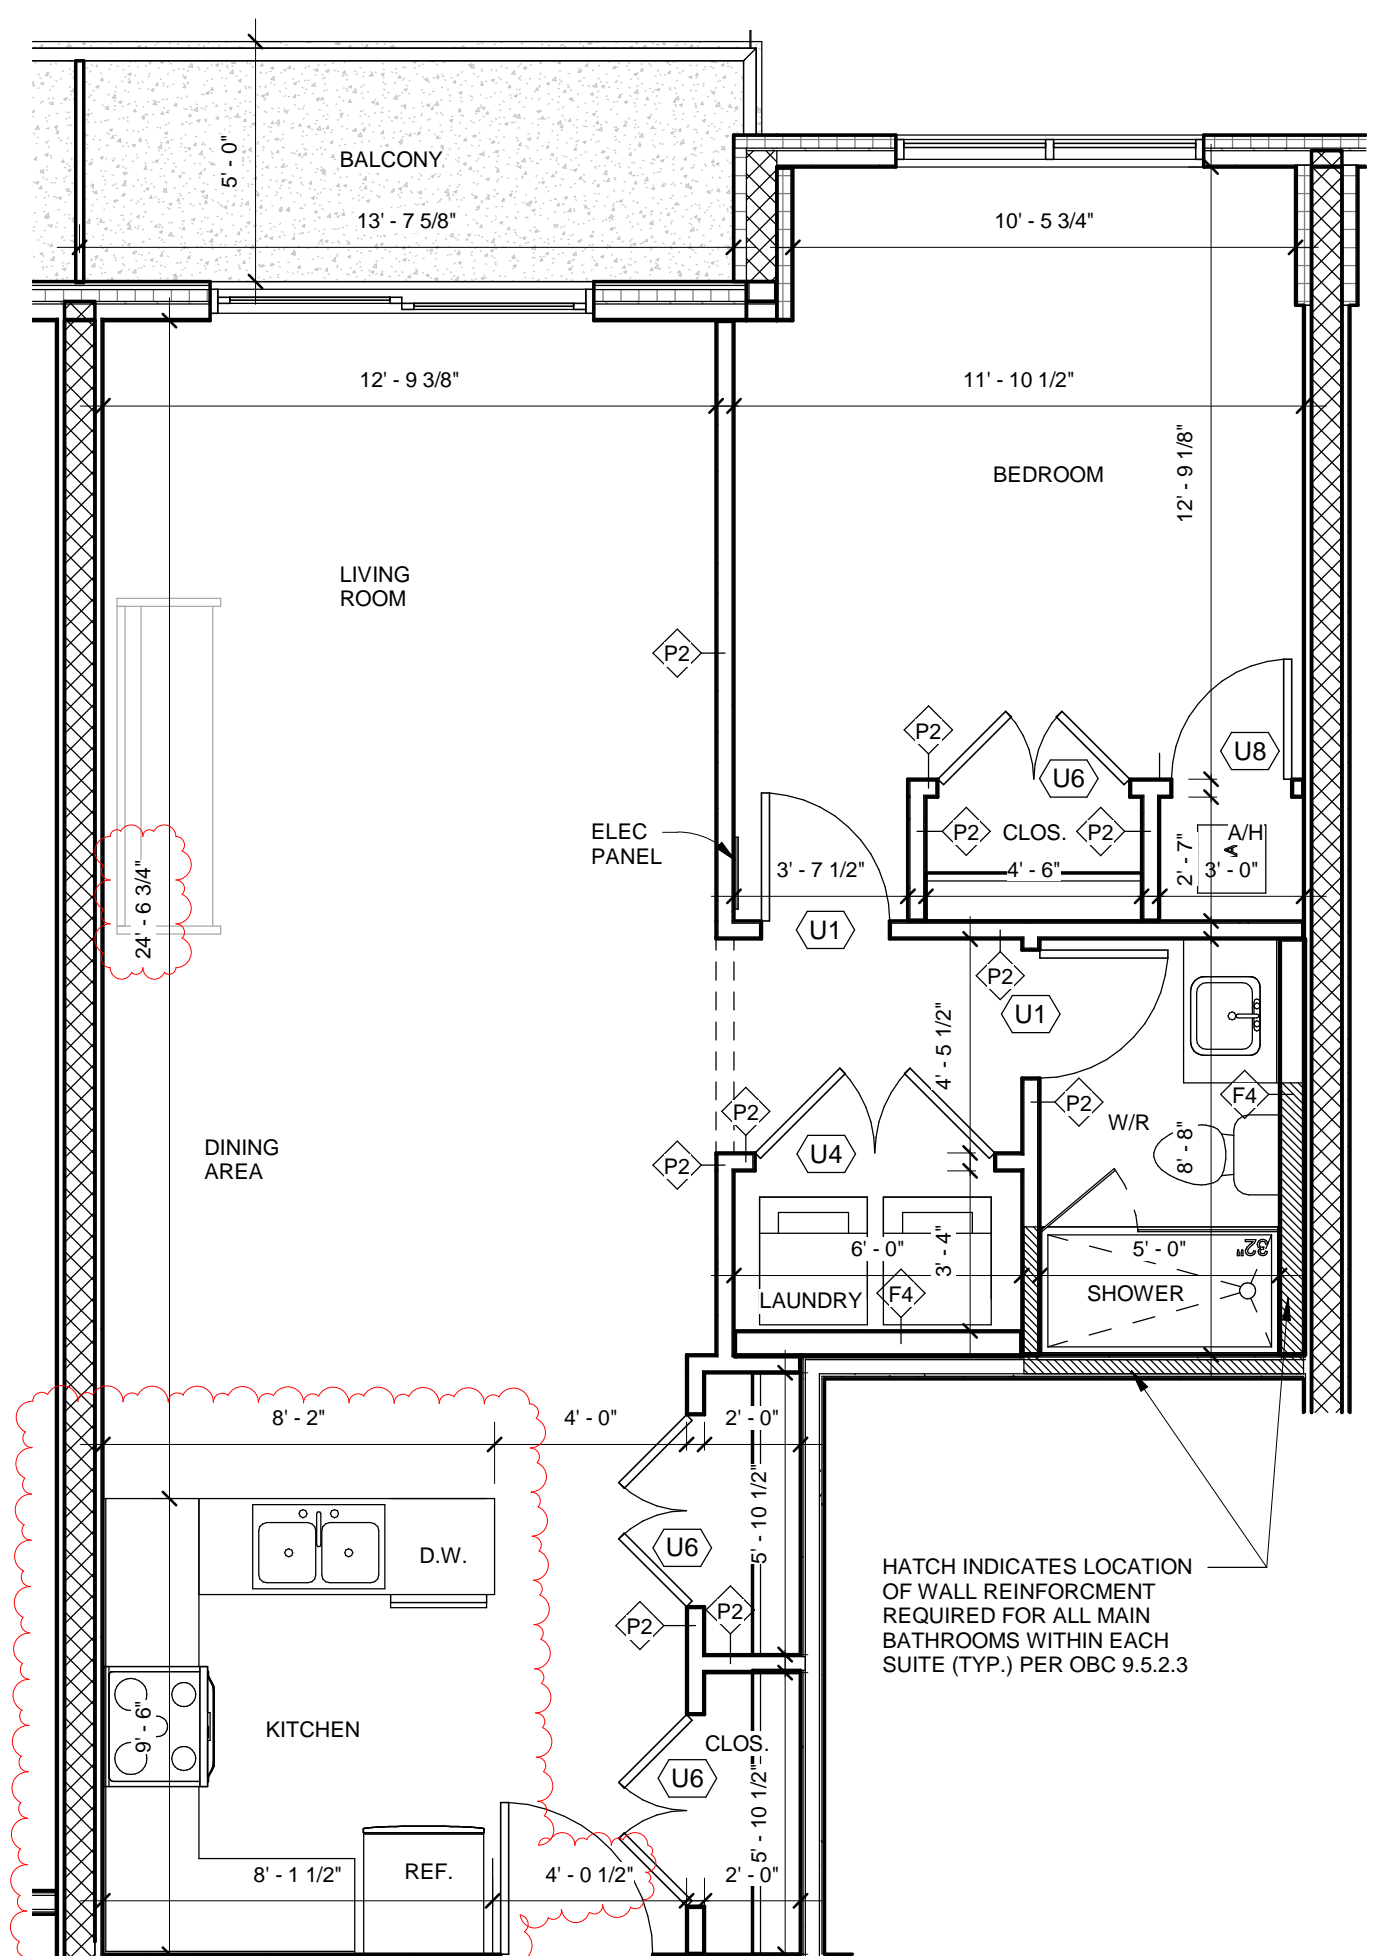 5' - 0"
BALCONY
13' - 7 5/8"
10' - 5 3/4"
12' - 9 3/8"
11' - 10 1/2"
12' - 9 1/8"
BEDROOM
LIVING
ROOM
P2
P2
U8
U6
24' - 6 3/4"
ELEC
PANEL
P2
CLOS.
P2
A/H
3' - 7 1/2"
4' - 6"
2' - 7"
3' - 0"
U1
P2
U1
4' - 5 1/2"
P2
P2
F4
W/R
DINING
AREA
P2
U4
8' - 8"
6' - 0"
3' - 4"
5' - 0"
32"
LAUNDRY
F4
SHOWER
8' - 2"
4' - 0"
2' - 0"
5' - 10 1/2"
D.W.
U6
P2
P2
HATCH INDICATES LOCATION
OF WALL REINFORCMENT
REQUIRED FOR ALL MAIN
BATHROOMS WITHIN EACH
SUITE (TYP.) PER OBC 9.5.2.3
9' - 6"
KITCHEN
CLOS.
U6
5' - 10 1/2"
8' - 1 1/2"
REF.
4' - 0 1/2"
2' - 0"